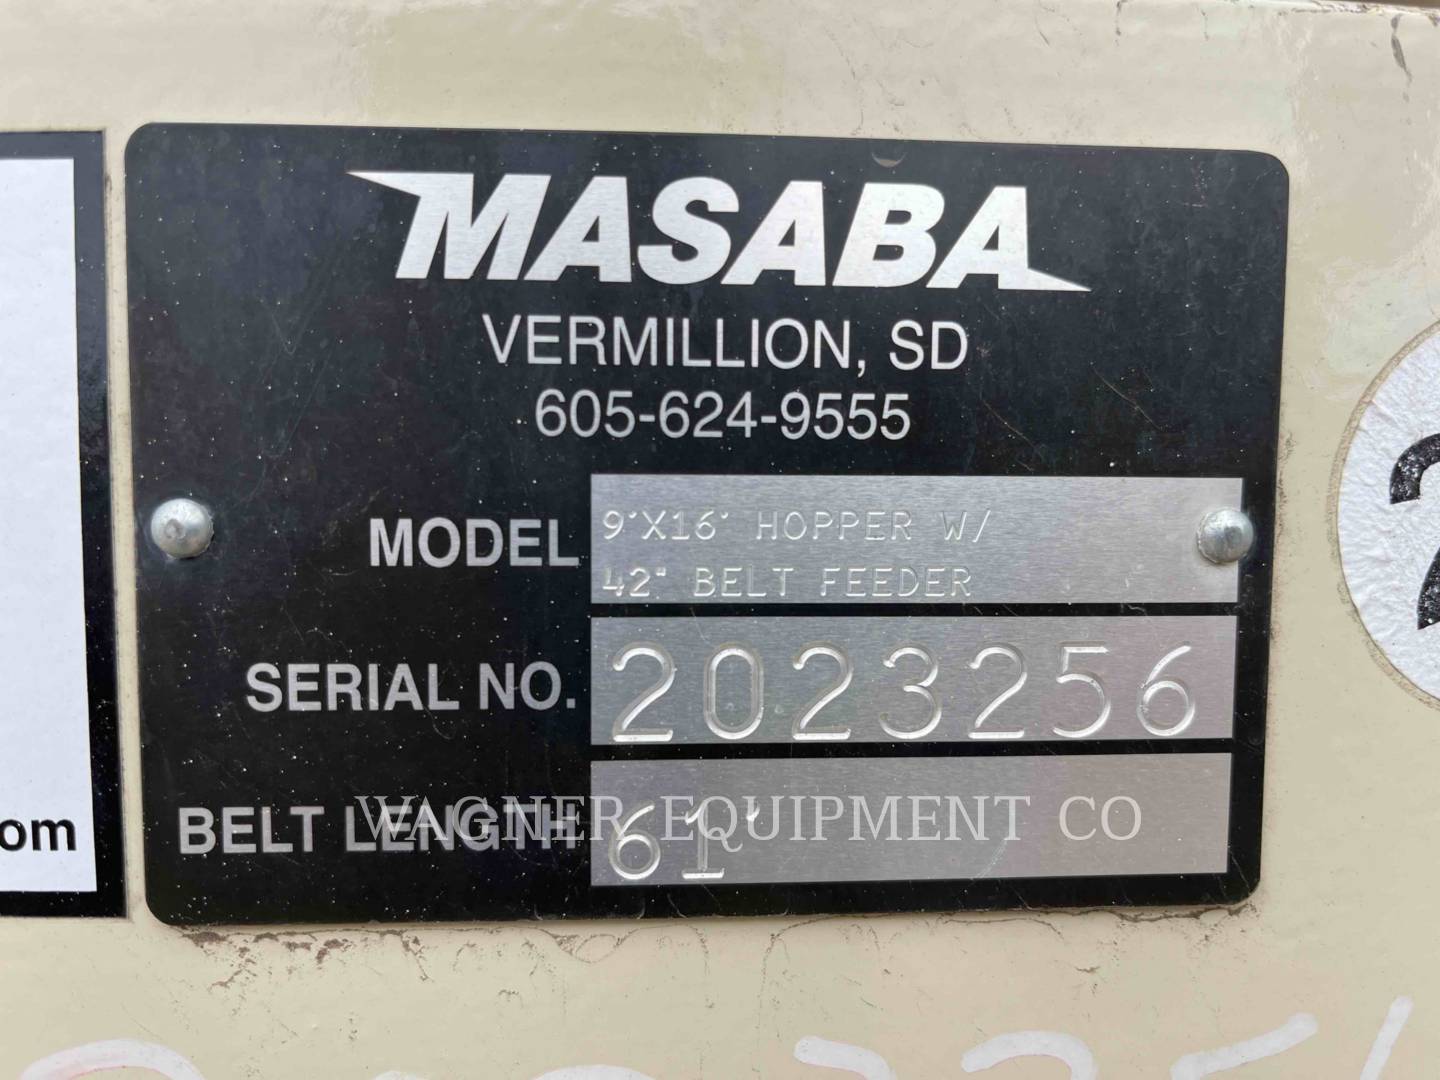 MASABA
VERMILLION, SD
605-624-9555
MODEL 9'X16' HOPPER W/
42" BELT FEEDER
SERIAL NO. 2023256
BELT LENGTH 61'
WAGNER EQUIPMENT CO
om